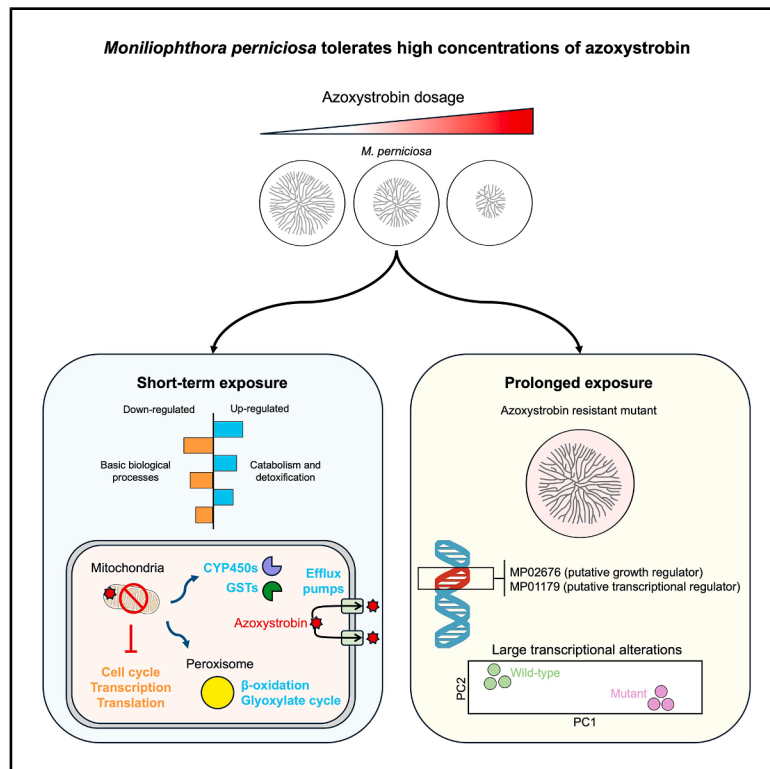 Moniliophthora perniciosa tolerates high concentrations of azoxystrobin
Azoxystrobin dosage
M. perniciosa
Short-term exposure
Down-regulated
Up-regulated
Basic biological
processes
Catabolism and
detoxification
Mitochondria
CYP450s
GSTs
Efflux
pumps
Azoxystrobin
Cell cycle
Transcription
Translation
Peroxisome
β-oxidation
Glyoxylate cycle
Prolonged exposure
Azoxystrobin resistant mutant
MP02676 (putative growth regulator)
MP01179 (putative transcriptional regulator)
Large transcriptional alterations
PC2
Wild-type
Mutant
PC1